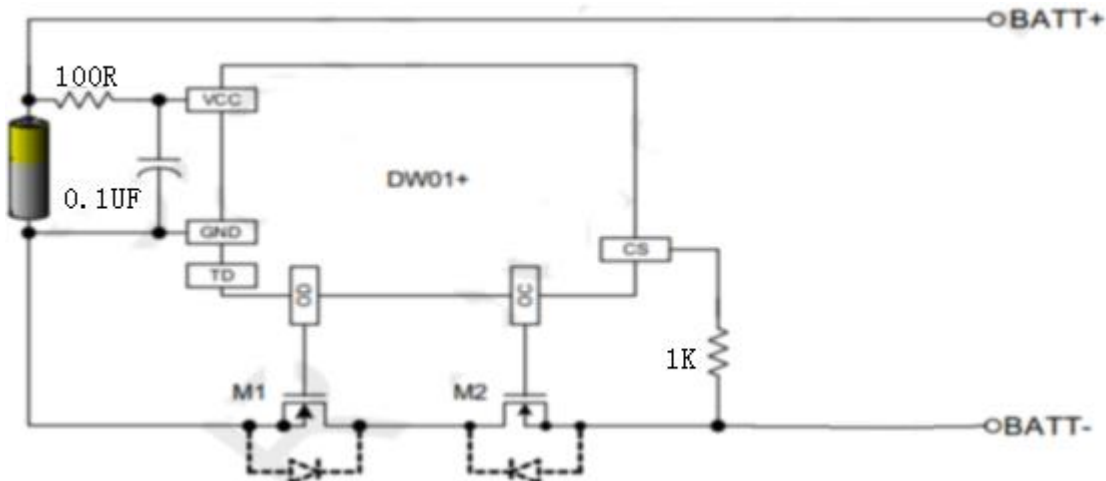 BATT+
100R
VCC
DW01+
0.1UF
GND
CS
TD
OD
OC
1K
M1
M2
BATT-